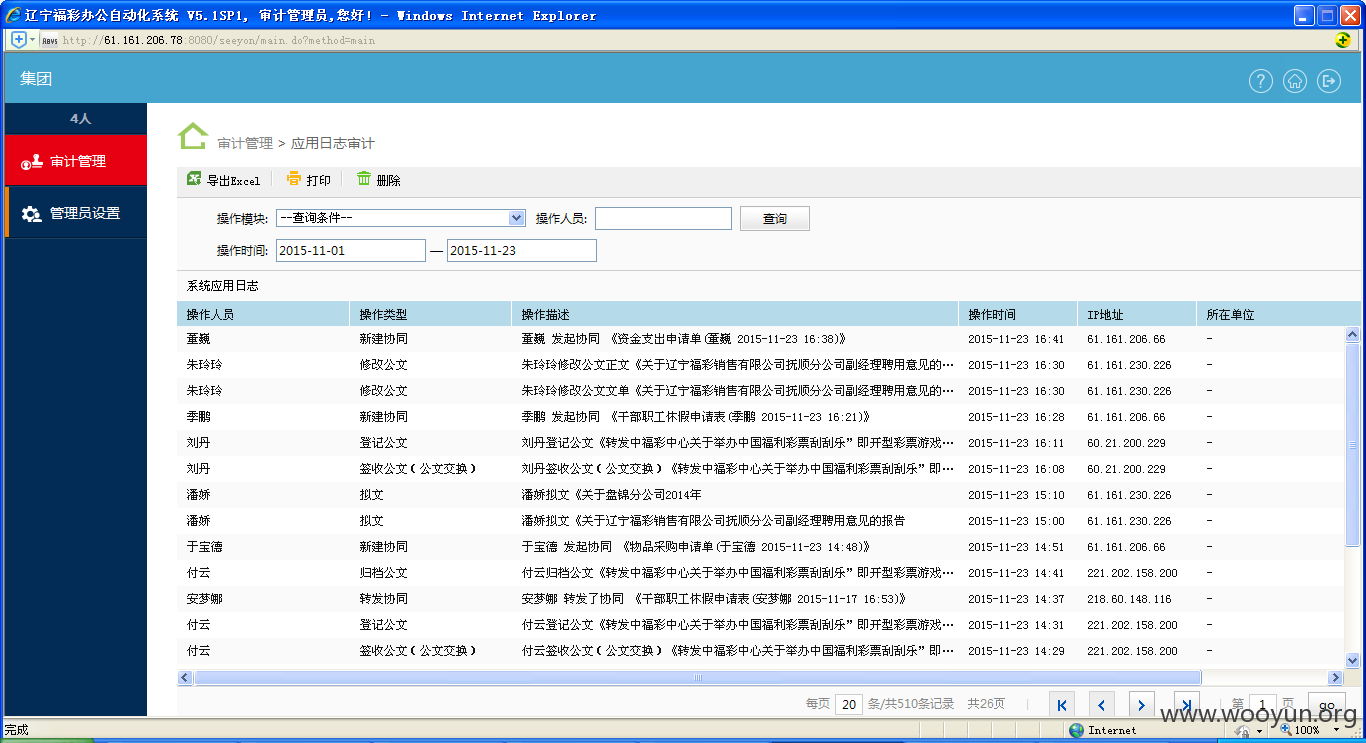 辽宁福彩办公自动化系统 V5.1SP1, 审计管理员,您好! - Windows Internet Explorer
http://61.161.206.78:8080/seeyon/main.do?method=main
集团
4人
审计管理
管理员设置
审计管理 > 应用日志审计
导出Excel 打印 删除
操作模块: --查询条件-- 操作人员: 查询
操作时间: 2015-11-01 — 2015-11-23
系统应用日志
操作人员 操作类型 操作描述 操作时间 IP地址 所在单位
董巍 新建协同 董巍 发起协同 《资金支出申请单(董巍 2015-11-23 16:38)》 2015-11-23 16:41 61.161.206.66 -
朱玲玲 修改公文 朱玲玲修改公文正文《关于辽宁福彩销售有限公司抚顺分公司副经理聘用意见的… 2015-11-23 16:30 61.161.230.226 -
朱玲玲 修改公文 朱玲玲修改公文文单《关于辽宁福彩销售有限公司抚顺分公司副经理聘用意见的… 2015-11-23 16:30 61.161.230.226 -
季鹏 新建协同 季鹏 发起协同 《干部职工休假申请表(季鹏 2015-11-23 16:21)》 2015-11-23 16:28 61.161.206.66 -
刘丹 登记公文 刘丹登记公文《转发中福彩中心关于举办中国福利彩票刮刮乐”即开型彩票游戏… 2015-11-23 16:11 60.21.200.229 -
刘丹 签收公文(公文交换) 刘丹签收公文(公文交换)《转发中福彩中心关于举办中国福利彩票刮刮乐”即… 2015-11-23 16:08 60.21.200.229 -
潘娇 拟文 潘娇拟文《关于盘锦分公司2014年 2015-11-23 15:10 61.161.230.226 -
潘娇 拟文 潘娇拟文《关于辽宁福彩销售有限公司抚顺分公司副经理聘用意见的报告 2015-11-23 15:00 61.161.230.226 -
于宝德 新建协同 于宝德 发起协同 《物品采购申请单(于宝德 2015-11-23 14:48)》 2015-11-23 14:51 61.161.206.66 -
付云 归档公文 付云归档公文《转发中福彩中心关于举办中国福利彩票刮刮乐”即开型彩票游戏… 2015-11-23 14:41 221.202.158.200 -
安梦娜 转发协同 安梦娜 转发了协同 《干部职工休假申请表(安梦娜 2015-11-17 16:53)》 2015-11-23 14:37 218.60.148.116 -
付云 登记公文 付云登记公文《转发中福彩中心关于举办中国福利彩票刮刮乐”即开型彩票游戏… 2015-11-23 14:31 221.202.158.200 -
付云 签收公文(公文交换) 付云签收公文(公文交换)《转发中福彩中心关于举办中国福利彩票刮刮乐”即… 2015-11-23 14:29 221.202.158.200 -
每页 20 条/共510条记录 共26页 第 1 页 go
www.wooyun.org
完成 Internet 100%